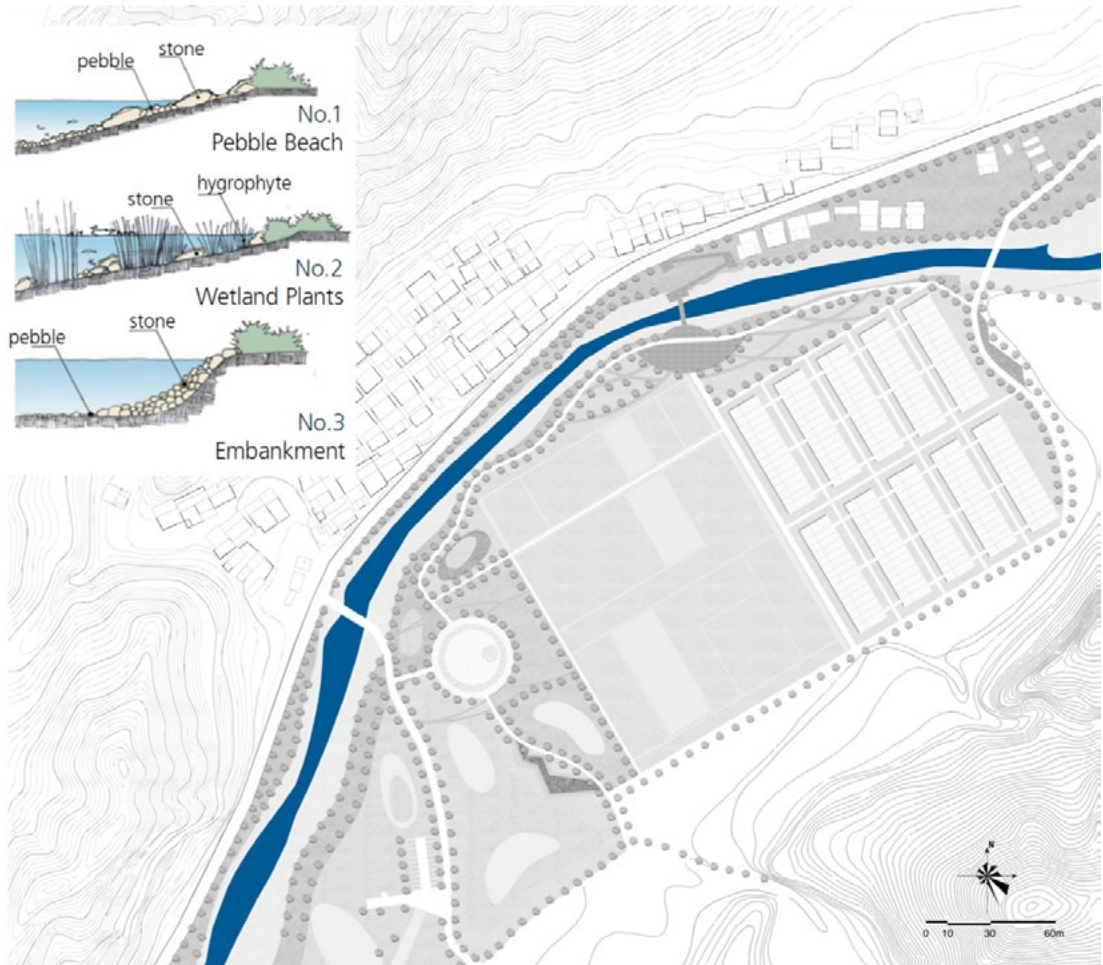 pebble
stone
No.1
Pebble Beach
hygrophyte
stone
No.2
Wetland Plants
stone
pebble
No.3
Embankment
N
0 10 30 60m